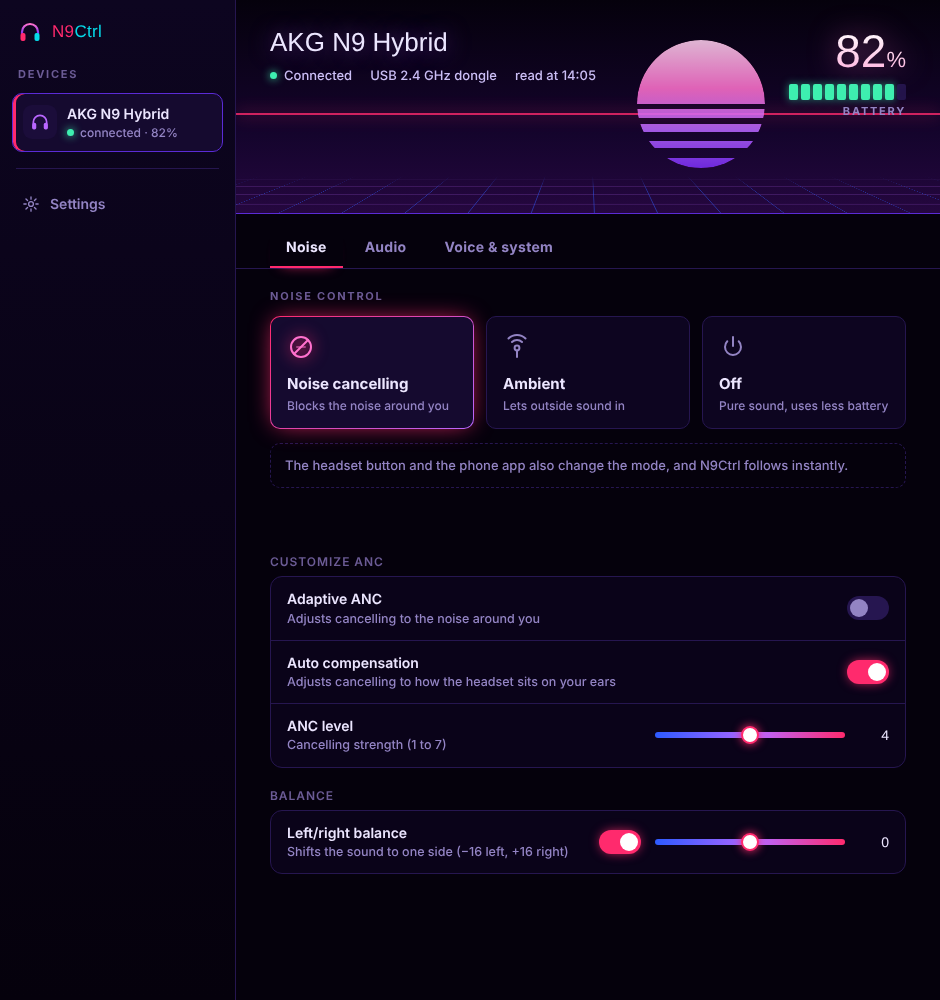 N9Ctrl
DEVICES
AKG N9 Hybrid
connected · 82%
Settings
AKG N9 Hybrid
Connected USB 2.4 GHz dongle read at 14:05
82%
BATTERY
Noise Audio Voice & system
NOISE CONTROL
Noise cancelling
Blocks the noise around you
Ambient
Lets outside sound in
Off
Pure sound, uses less battery
The headset button and the phone app also change the mode, and N9Ctrl follows instantly.
CUSTOMIZE ANC
Adaptive ANC
Adjusts cancelling to the noise around you
Auto compensation
Adjusts cancelling to how the headset sits on your ears
ANC level
Cancelling strength (1 to 7)
4
BALANCE
Left/right balance
Shifts the sound to one side (−16 left, +16 right)
0